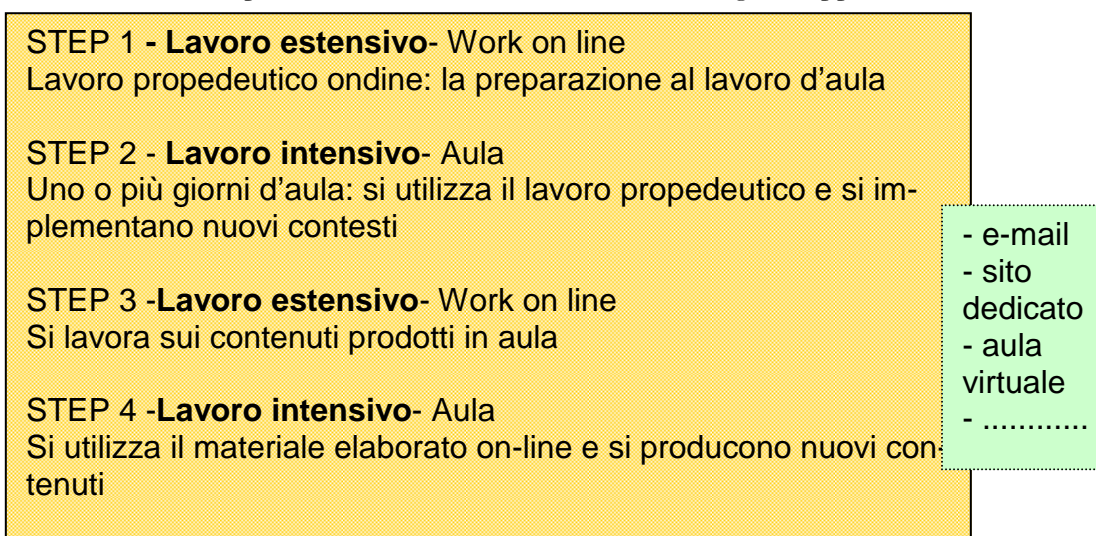 STEP 1 - Lavoro estensivo- Work on line
Lavoro propedeutico ondine: la preparazione al lavoro d'aula
STEP 2 - Lavoro intensivo- Aula
Uno o più giorni d'aula: si utilizza il lavoro propedeutico e si im-
plementano nuovi contesti
STEP 3 -Lavoro estensivo- Work on line
Si lavora sui contenuti prodotti in aula
STEP 4 -Lavoro intensivo- Aula
Si utilizza il materiale elaborato on-line e si producono nuovi con-
tenuti
- e-mail
- sito
dedicato
- aula
virtuale
- ............